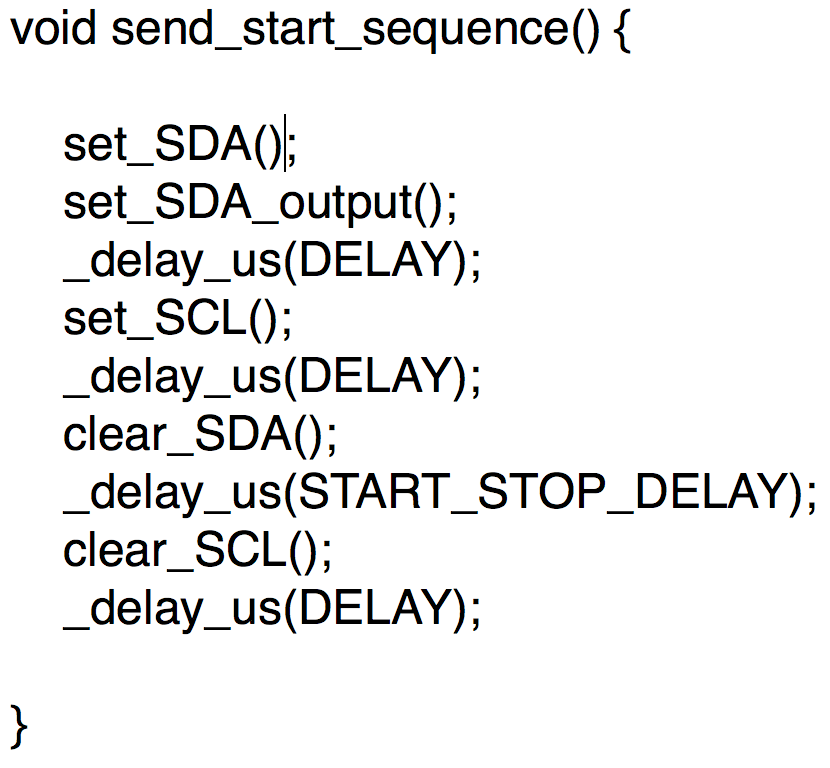 void send_start_sequence() {
set_SDA();
set_SDA_output();
_delay_us(DELAY);
set_SCL();
_delay_us(DELAY);
clear_SDA();
_delay_us(START_STOP_DELAY);
clear_SCL();
_delay_us(DELAY);
}